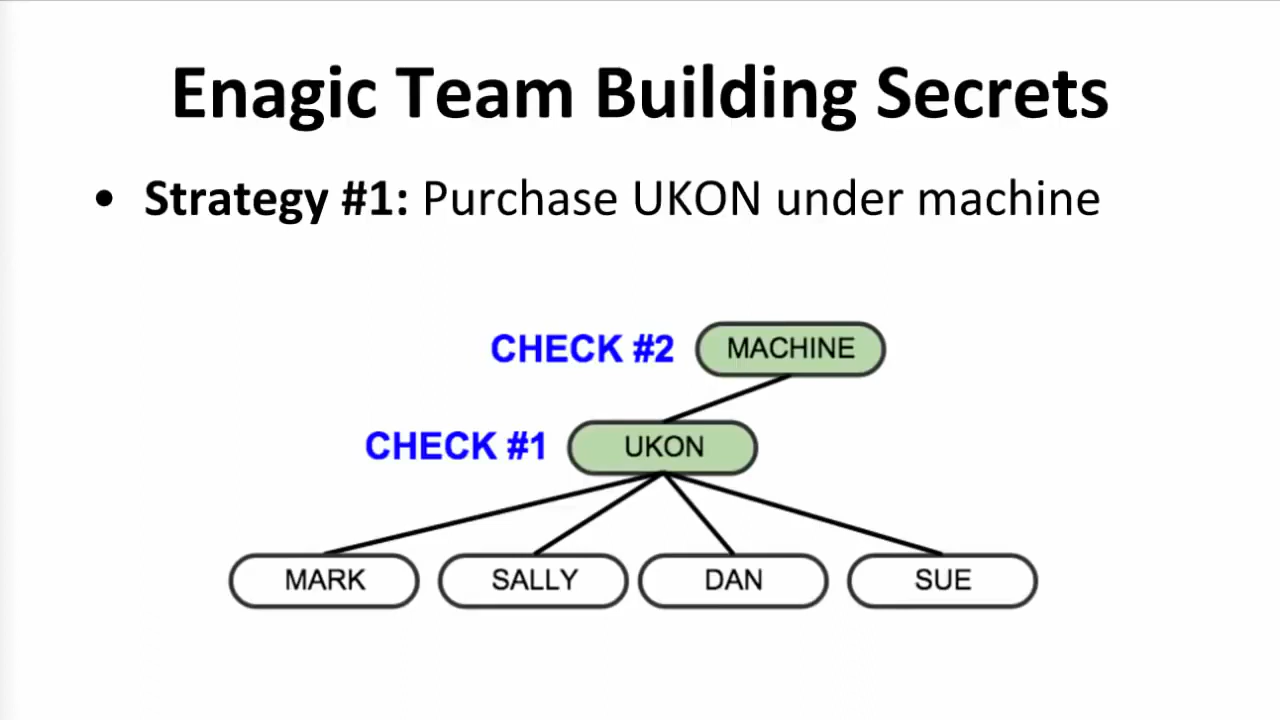 Enagic Team Building Secrets
• Strategy #1: Purchase UKON under machine
CHECK #2 MACHINE
CHECK #1 UKON
MARK SALLY DAN SUE